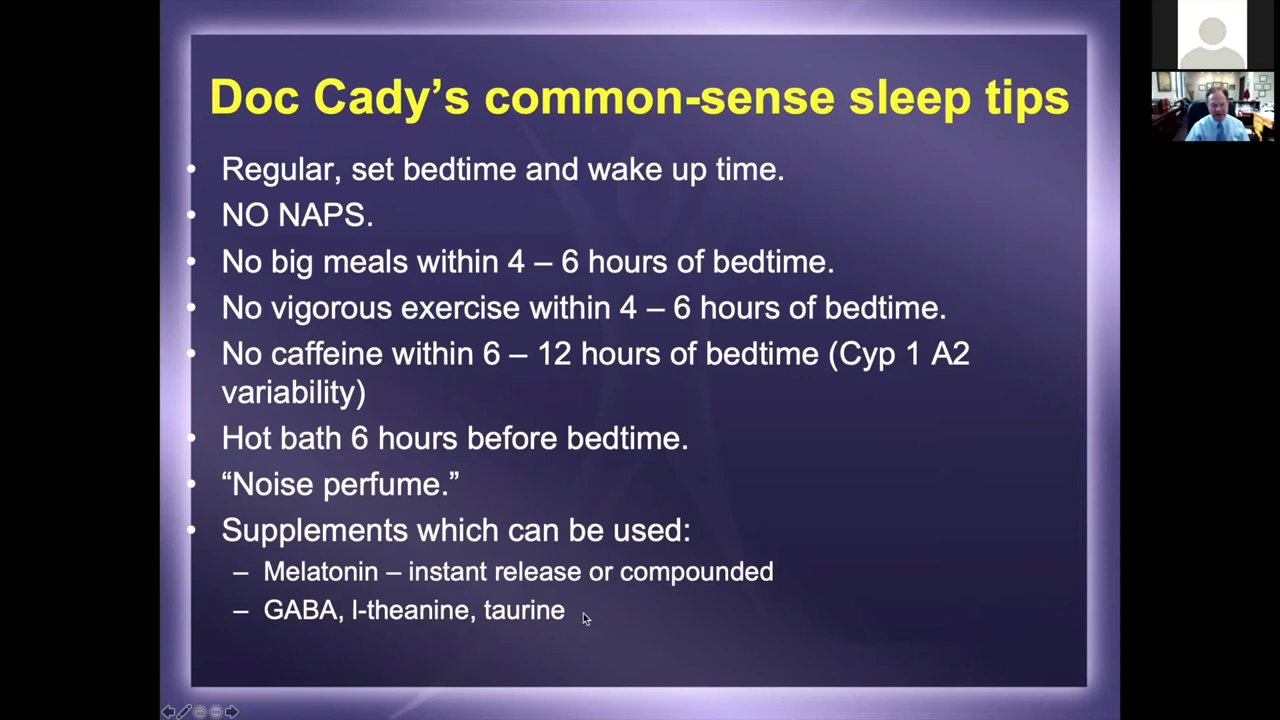 Doc Cady’s common-sense sleep tips
• Regular, set bedtime and wake up time.
• NO NAPS.
• No big meals within 4 – 6 hours of bedtime.
• No vigorous exercise within 4 – 6 hours of bedtime.
• No caffeine within 6 – 12 hours of bedtime (Cyp 1 A2
variability)
• Hot bath 6 hours before bedtime.
• “Noise perfume.”
• Supplements which can be used:
– Melatonin – instant release or compounded
– GABA, l-theanine, taurine